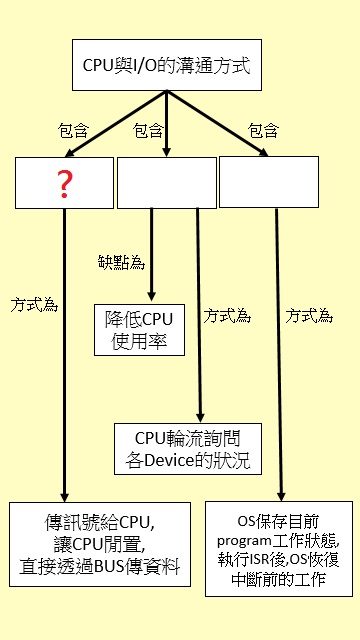 CPU與I/O的溝通方式
包含
包含
包含
?
缺點為
方式為
方式為
方式為
降低CPU
使用率
CPU輪流詢問
各Device的狀況
傳訊號給CPU,
讓CPU閒置,
直接透過BUS傳資料
OS保存目前
program工作狀態,
執行ISR後,OS恢復
中斷前的工作